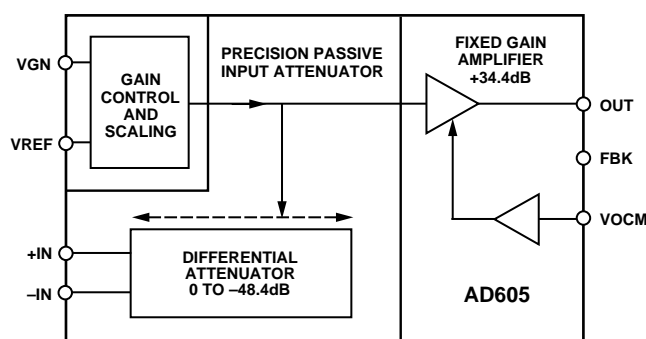 VGN
VREF
GAIN
CONTROL
AND
SCALING
PRECISION PASSIVE
INPUT ATTENUATOR
FIXED GAIN
AMPLIFIER
+34.4dB
OUT
FBK
VOCM
+IN
–IN
DIFFERENTIAL
ATTENUATOR
0 TO –48.4dB
AD605